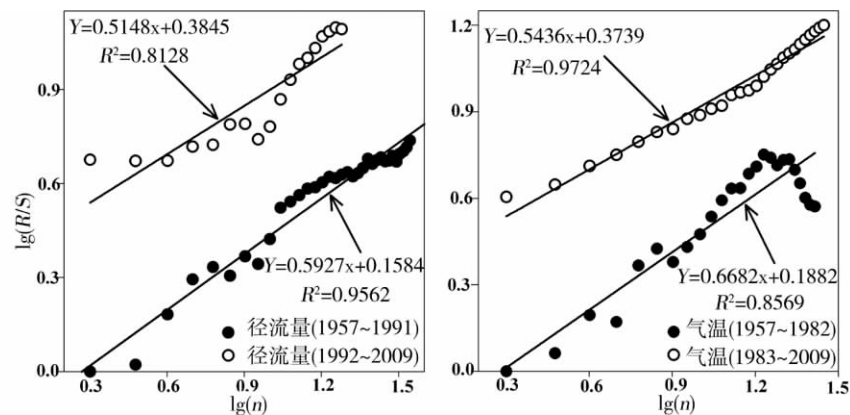 Y=0.5148x+0.3845
R²=0.8128
Y=0.5927x+0.1584
R²=0.9562
径流量(1957~1991)
径流量(1992~2009)
lg(R/S)
0.9
0.6
0.3
0.0
0.3 0.6 0.9 1.2 1.5
lg(n)
Y=0.5436x+0.3739
R²=0.9724
Y=0.6682x+0.1882
R²=0.8569
气温(1957~1982)
气温(1983~2009)
1.2
0.9
0.6
0.3
0.0
0.3 0.6 0.9 1.2 1.5
lg(n)